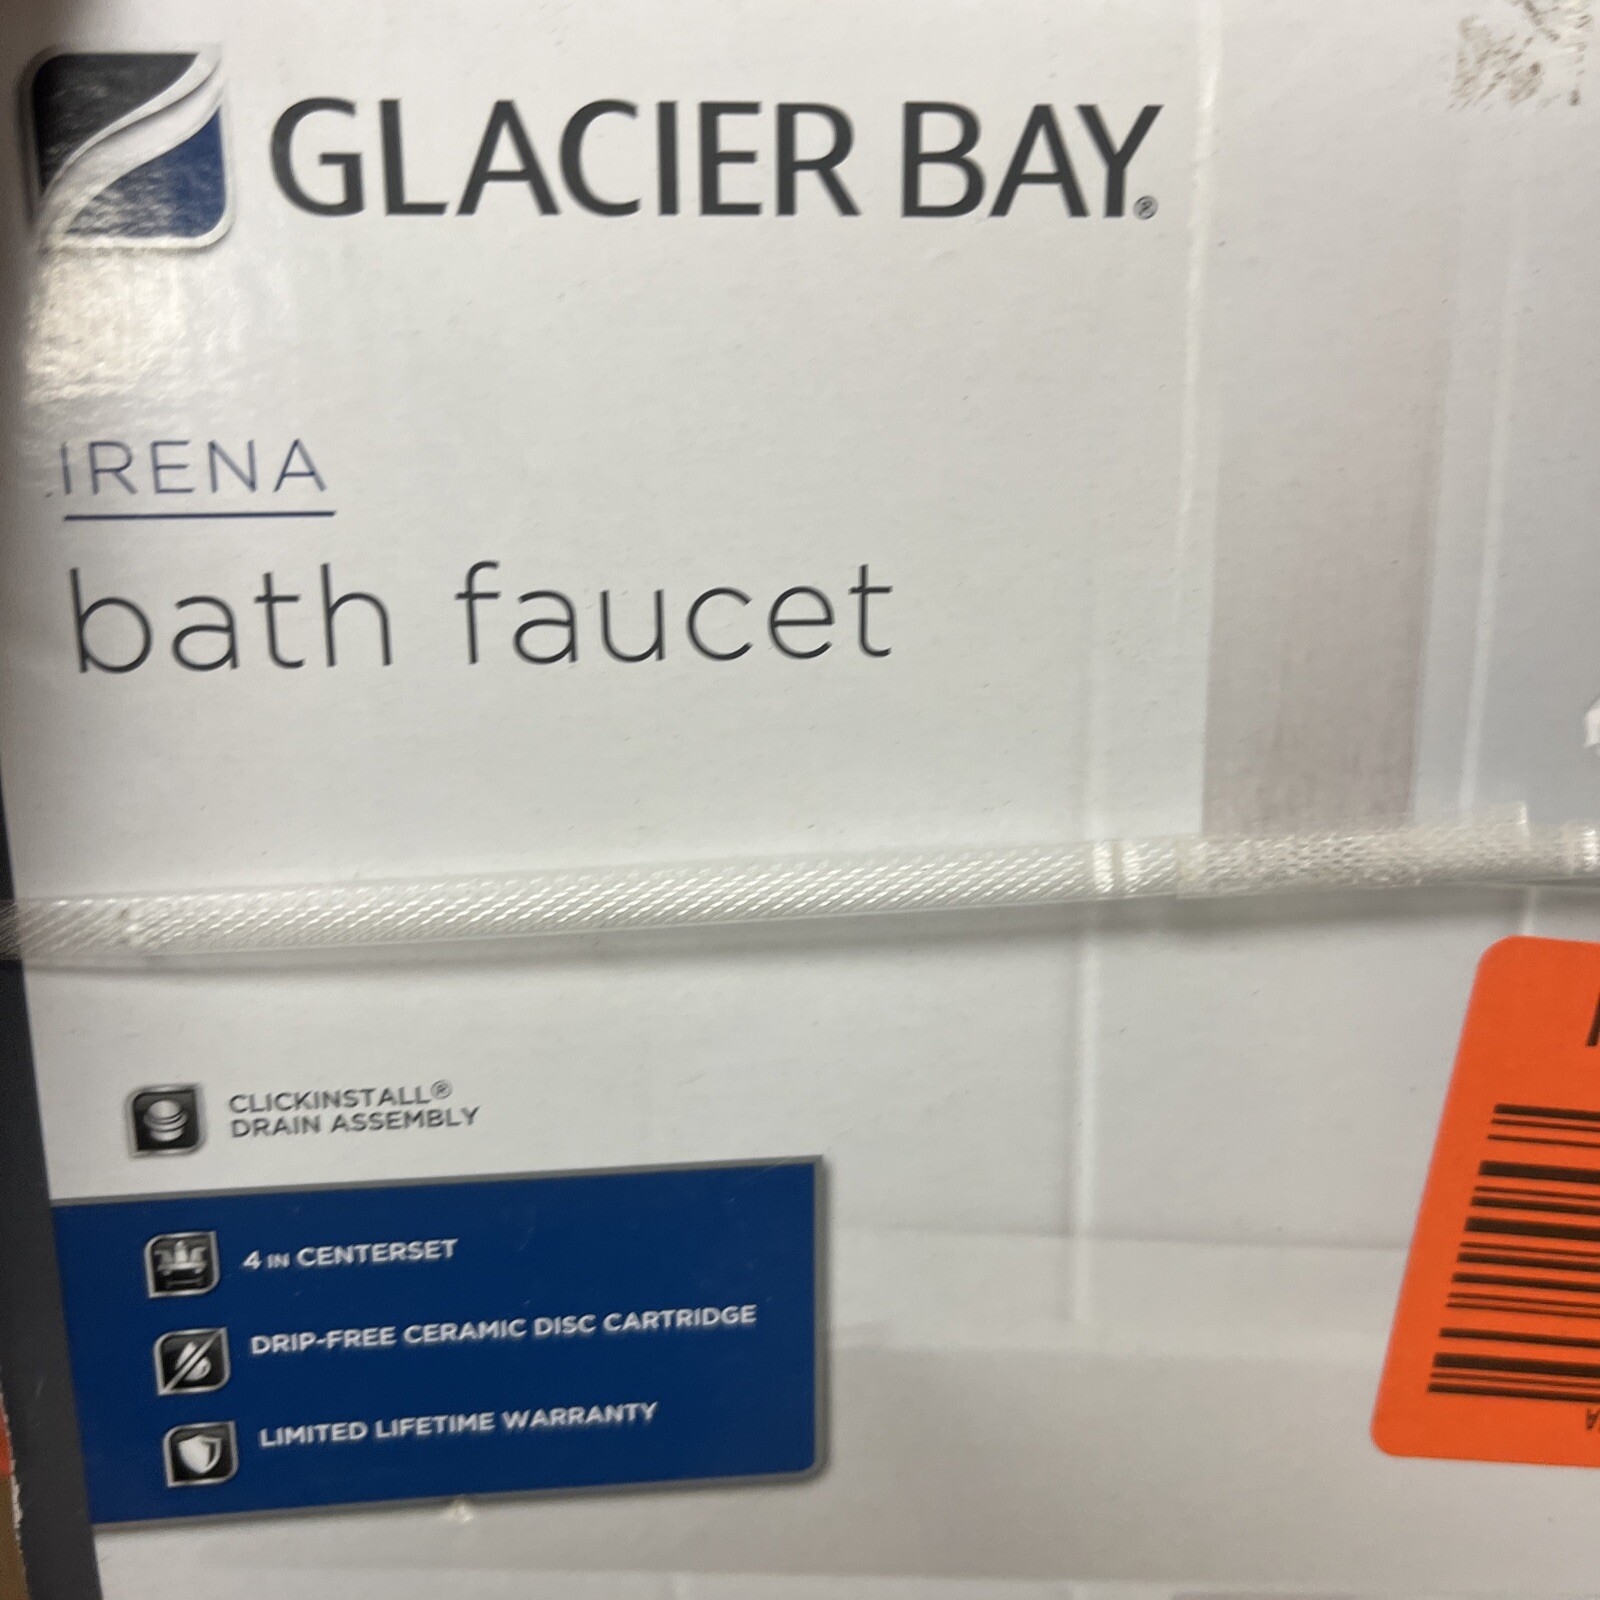 GLACIER BAY®
IRENA
bath faucet
CLICKINSTALL®
DRAIN ASSEMBLY
4 IN CENTERSET
DRIP-FREE CERAMIC DISC CARTRIDGE
LIMITED LIFETIME WARRANTY